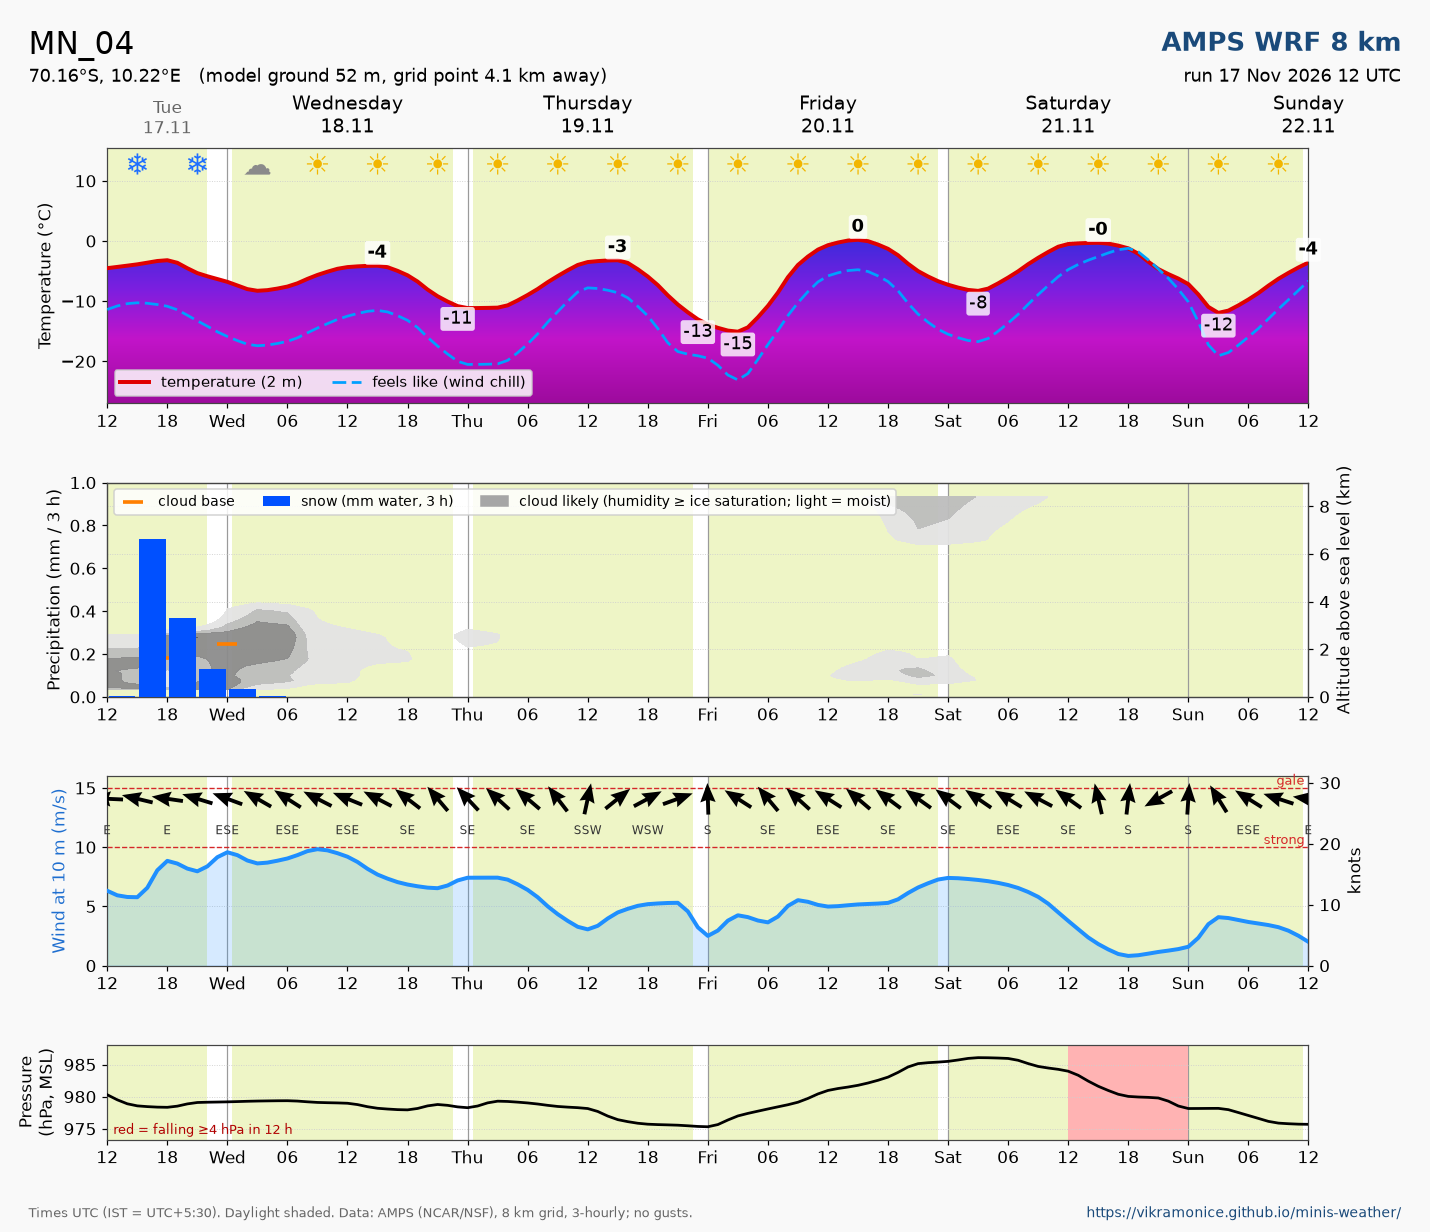 MN_04
AMPS WRF 8 km
70.16°S, 10.22°E (model ground 52 m, grid point 4.1 km away)
run 17 Nov 2026 12 UTC
Tue Wednesday Thursday Friday Saturday Sunday
17.11 18.11 19.11 20.11 21.11 22.11
Temperature (°C)
10
0
−10
−20
-4 -3 0 -0 -4
-11 -13 -15 -8 -12
temperature (2 m) feels like (wind chill)
12 18 Wed 06 12 18 Thu 06 12 18 Fri 06 12 18 Sat 06 12 18 Sun 06 12
Precipitation (mm / 3 h)
1.0
0.8
0.6
0.4
0.2
0.0
cloud base snow (mm water, 3 h) cloud likely (humidity ≥ ice saturation; light = moist)
8
6
4
2
0
Altitude above sea level (km)
12 18 Wed 06 12 18 Thu 06 12 18 Fri 06 12 18 Sat 06 12 18 Sun 06 12
Wind at 10 m (m/s)
15
10
5
0
gale
E E ESE ESE ESE SE SE SE SSW WSW S SE ESE SE SE ESE SE S S ESE E
strong
30
20
10
0
knots
12 18 Wed 06 12 18 Thu 06 12 18 Fri 06 12 18 Sat 06 12 18 Sun 06 12
Pressure
(hPa, MSL)
985
980
975
red = falling ≥4 hPa in 12 h
12 18 Wed 06 12 18 Thu 06 12 18 Fri 06 12 18 Sat 06 12 18 Sun 06 12
Times UTC (IST = UTC+5:30). Daylight shaded. Data: AMPS (NCAR/NSF), 8 km grid, 3-hourly; no gusts.
https://vikramonice.github.io/minis-weather/